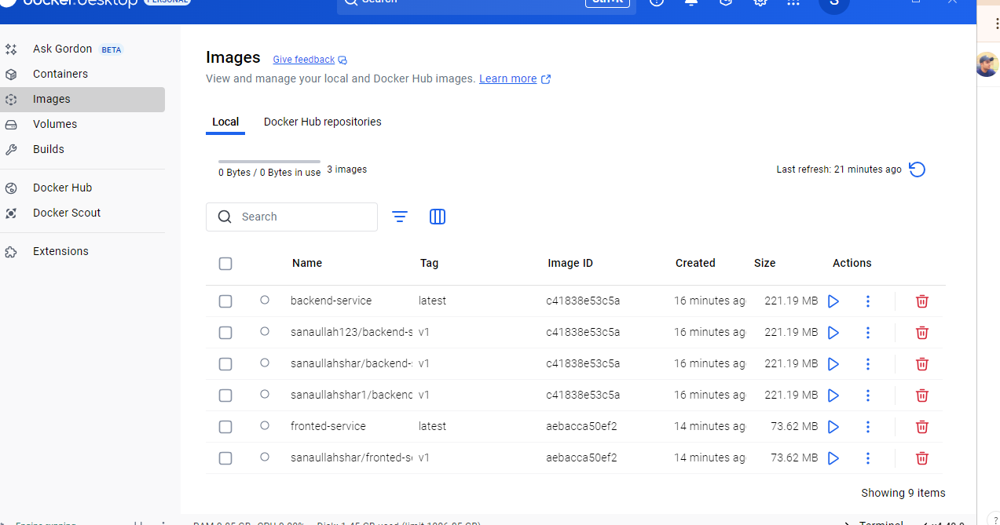 docker.desktop PERSONAL Search Ctrl+K S
Ask Gordon BETA
Containers
Images
Volumes
Builds
Docker Hub
Docker Scout
Extensions
Images Give feedback
View and manage your local and Docker Hub images. Learn more
Local Docker Hub repositories
0 Bytes / 0 Bytes in use 3 images Last refresh: 21 minutes ago
Search
Name Tag Image ID Created Size Actions
backend-service latest c41838e53c5a 16 minutes ag 221.19 MB
sanaullah123/backend-s v1 c41838e53c5a 16 minutes ag 221.19 MB
sanaullahshar/backend- v1 c41838e53c5a 16 minutes ag 221.19 MB
sanaullahshar1/backend v1 c41838e53c5a 16 minutes ag 221.19 MB
fronted-service latest aebacca50ef2 14 minutes ag 73.62 MB
sanaullahshar/fronted-s v1 aebacca50ef2 14 minutes ag 73.62 MB
Showing 9 items
Engine running Terminal